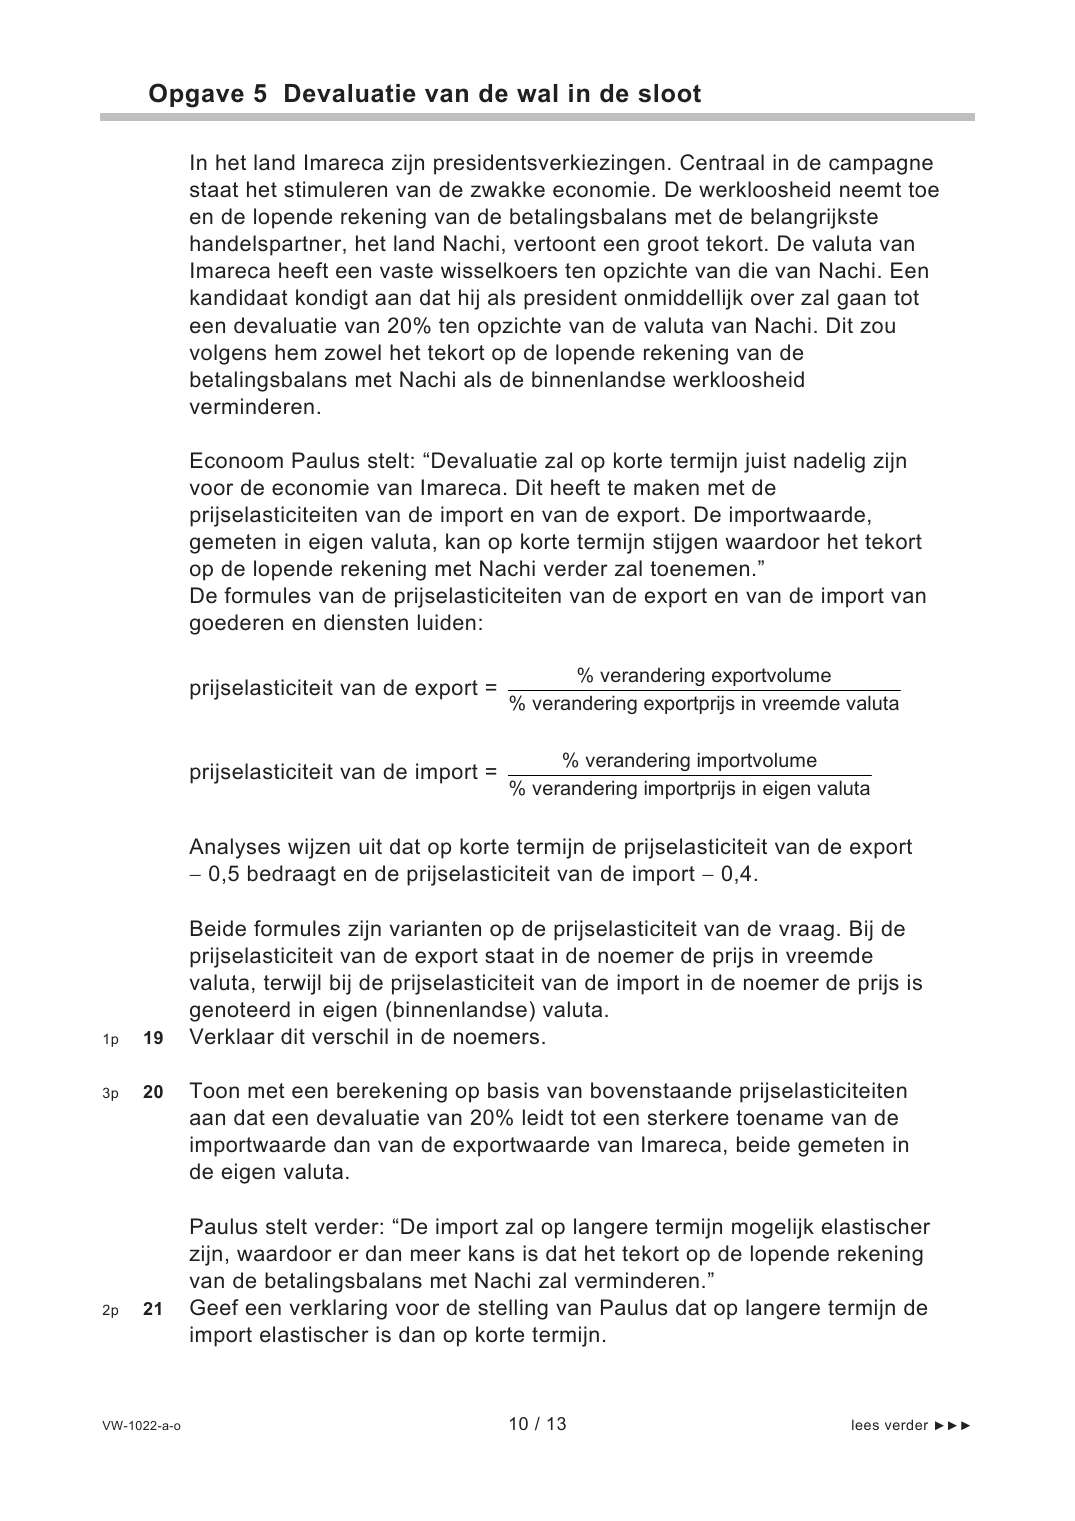 Opgave 5  Devaluatie van de wal in de sloot
In het land Imareca zijn presidentsverkiezingen. Centraal in de campagne
staat het stimuleren van de zwakke economie. De werkloosheid neemt toe
en de lopende rekening van de betalingsbalans met de belangrijkste
handelspartner, het land Nachi, vertoont een groot tekort. De valuta van
Imareca heeft een vaste wisselkoers ten opzichte van die van Nachi. Een
kandidaat kondigt aan dat hij als president onmiddellijk over zal gaan tot
een devaluatie van 20% ten opzichte van de valuta van Nachi. Dit zou
volgens hem zowel het tekort op de lopende rekening van de
betalingsbalans met Nachi als de binnenlandse werkloosheid
verminderen.
Econoom Paulus stelt: “Devaluatie zal op korte termijn juist nadelig zijn
voor de economie van Imareca. Dit heeft te maken met de
prijselasticiteiten van de import en van de export. De importwaarde,
gemeten in eigen valuta, kan op korte termijn stijgen waardoor het tekort
op de lopende rekening met Nachi verder zal toenemen.”
De formules van de prijselasticiteiten van de export en van de import van
goederen en diensten luiden:
% verandering exportvolume
prijselasticiteit van de export =
% verandering exportprijs in vreemde valuta
% verandering importvolume
prijselasticiteit van de import =
% verandering importprijs in eigen valuta
Analyses wijzen uit dat op korte termijn de prijselasticiteit van de export
– 0,5 bedraagt en de prijselasticiteit van de import – 0,4.
Beide formules zijn varianten op de prijselasticiteit van de vraag. Bij de
prijselasticiteit van de export staat in de noemer de prijs in vreemde
valuta, terwijl bij de prijselasticiteit van de import in de noemer de prijs is
genoteerd in eigen (binnenlandse) valuta.
1p 19 Verklaar dit verschil in de noemers.
3p 20 Toon met een berekening op basis van bovenstaande prijselasticiteiten
aan dat een devaluatie van 20% leidt tot een sterkere toename van de
importwaarde dan van de exportwaarde van Imareca, beide gemeten in
de eigen valuta.
Paulus stelt verder: “De import zal op langere termijn mogelijk elastischer
zijn, waardoor er dan meer kans is dat het tekort op de lopende rekening
van de betalingsbalans met Nachi zal verminderen.”
2p 21 Geef een verklaring voor de stelling van Paulus dat op langere termijn de
import elastischer is dan op korte termijn.
VW-1022-a-o 10 / 13 lees verder ►►►